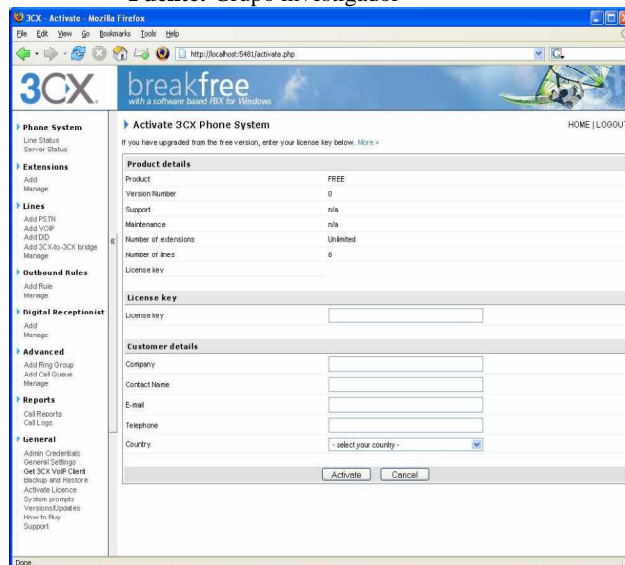 Fuente: Grupo Investigador
3CX - Activate - Mozilla Firefox
File Edit View Go Bookmarks Tools Help
http://localhost:5481/activate.php
G.
3CX.
breakfree
with a software based PBX for Windows
Phone System
Line Status
Server Status
Extensions
Add
Manage
Lines
Add PSTN
Add VOIP
Add DID
Add 3CX-to-3CX bridge
Manage
Outbound Rules
Add Rule
Manage
Digital Receptionist
Add
Manage
Advanced
Add Ring Group
Add Call Queue
Manage
Reports
Call Reports
Call Logs
General
Admin Credentials
General Settings
Get 3CX VoIP Client
Backup and Restore
Activate Licence
System prompts
Versions/Updates
How to Buy
Support
Activate 3CX Phone System
HOME | LOGOUT
If you have upgraded from the free version, enter your license key below. More »
Product details
Product FREE
Version Number 0
Support n/a
Maintenance n/a
Number of extensions Unlimited
Number of lines 8
License key
License key
License key
Customer details
Company
Contact Name
E-mail
Telephone
Country - select your country -
Activate Cancel
Done